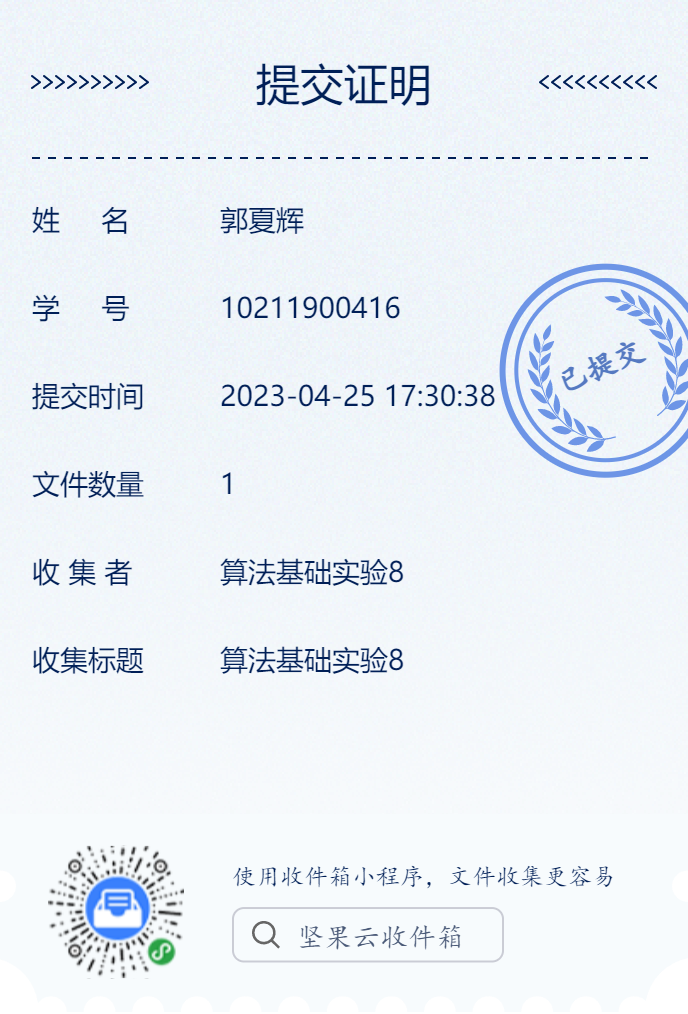 >>>>>>>>>> 提交证明 <<<<<<<<<<
姓 名 郭夏辉
学 号 10211900416
提交时间 2023-04-25 17:30:38
已提交
文件数量 1
收 集 者 算法基础实验8
收集标题 算法基础实验8
使用收件箱小程序，文件收集更容易
坚果云收件箱